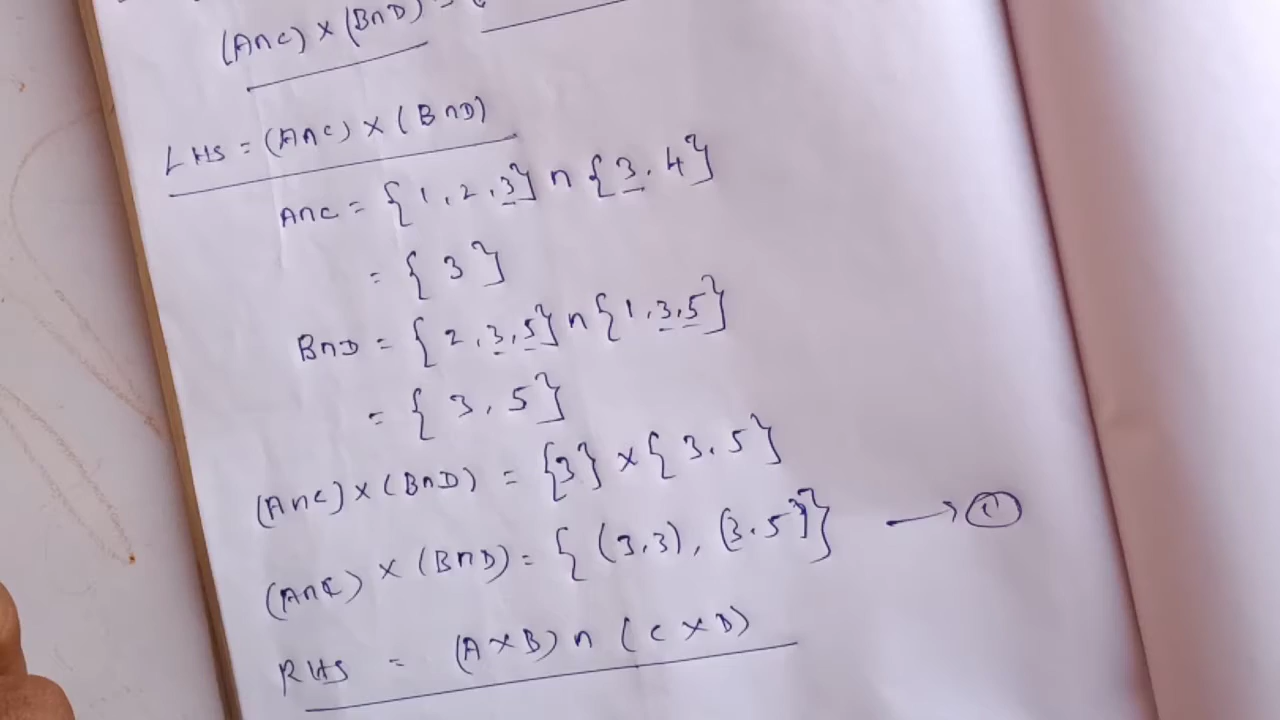 (A∩C) × (B∩D) =
LHS = (A∩C) × (B∩D)
A∩C = {1, 2, 3} ∩ {3, 4}
= {3}
B∩D = {2, 3, 5} ∩ {1, 3, 5}
= {3, 5}
(A∩C) × (B∩D) = {3} × {3, 5}
(A∩C) × (B∩D) = {(3,3), (3,5)} → ①
RHS = (A×B) ∩ (C×D)